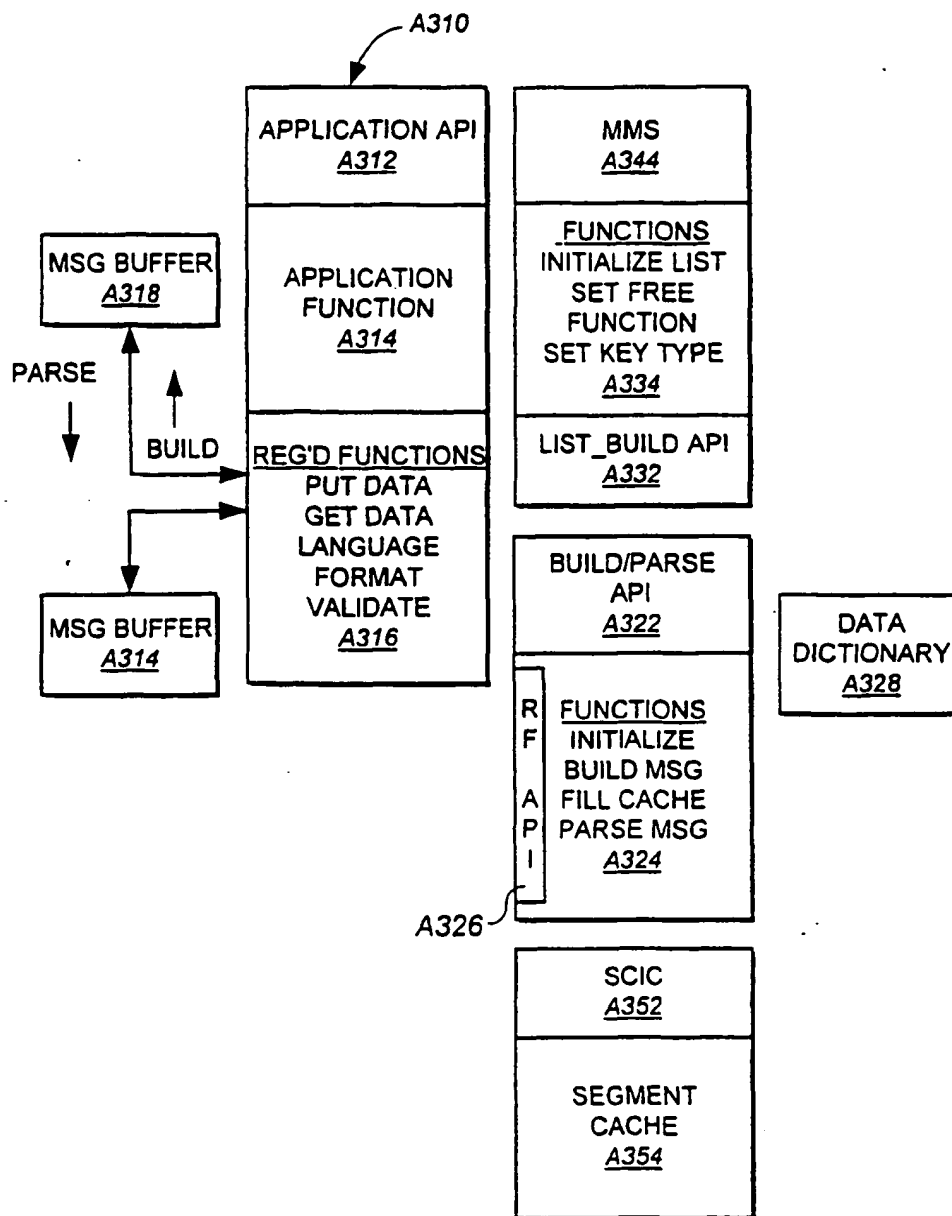 A310
APPLICATION API
A312
APPLICATION
FUNCTION
A314
REG'D FUNCTIONS
PUT DATA
GET DATA
LANGUAGE
FORMAT
VALIDATE
A316
MSG BUFFER
A318
PARSE
BUILD
MSG BUFFER
A314
MMS
A344
FUNCTIONS
INITIALIZE LIST
SET FREE
FUNCTION
SET KEY TYPE
A334
LIST_BUILD API
A332
BUILD/PARSE
API
A322
RF API
FUNCTIONS
INITIALIZE
BUILD MSG
FILL CACHE
PARSE MSG
A324
A326
DATA
DICTIONARY
A328
SCIC
A352
SEGMENT
CACHE
A354